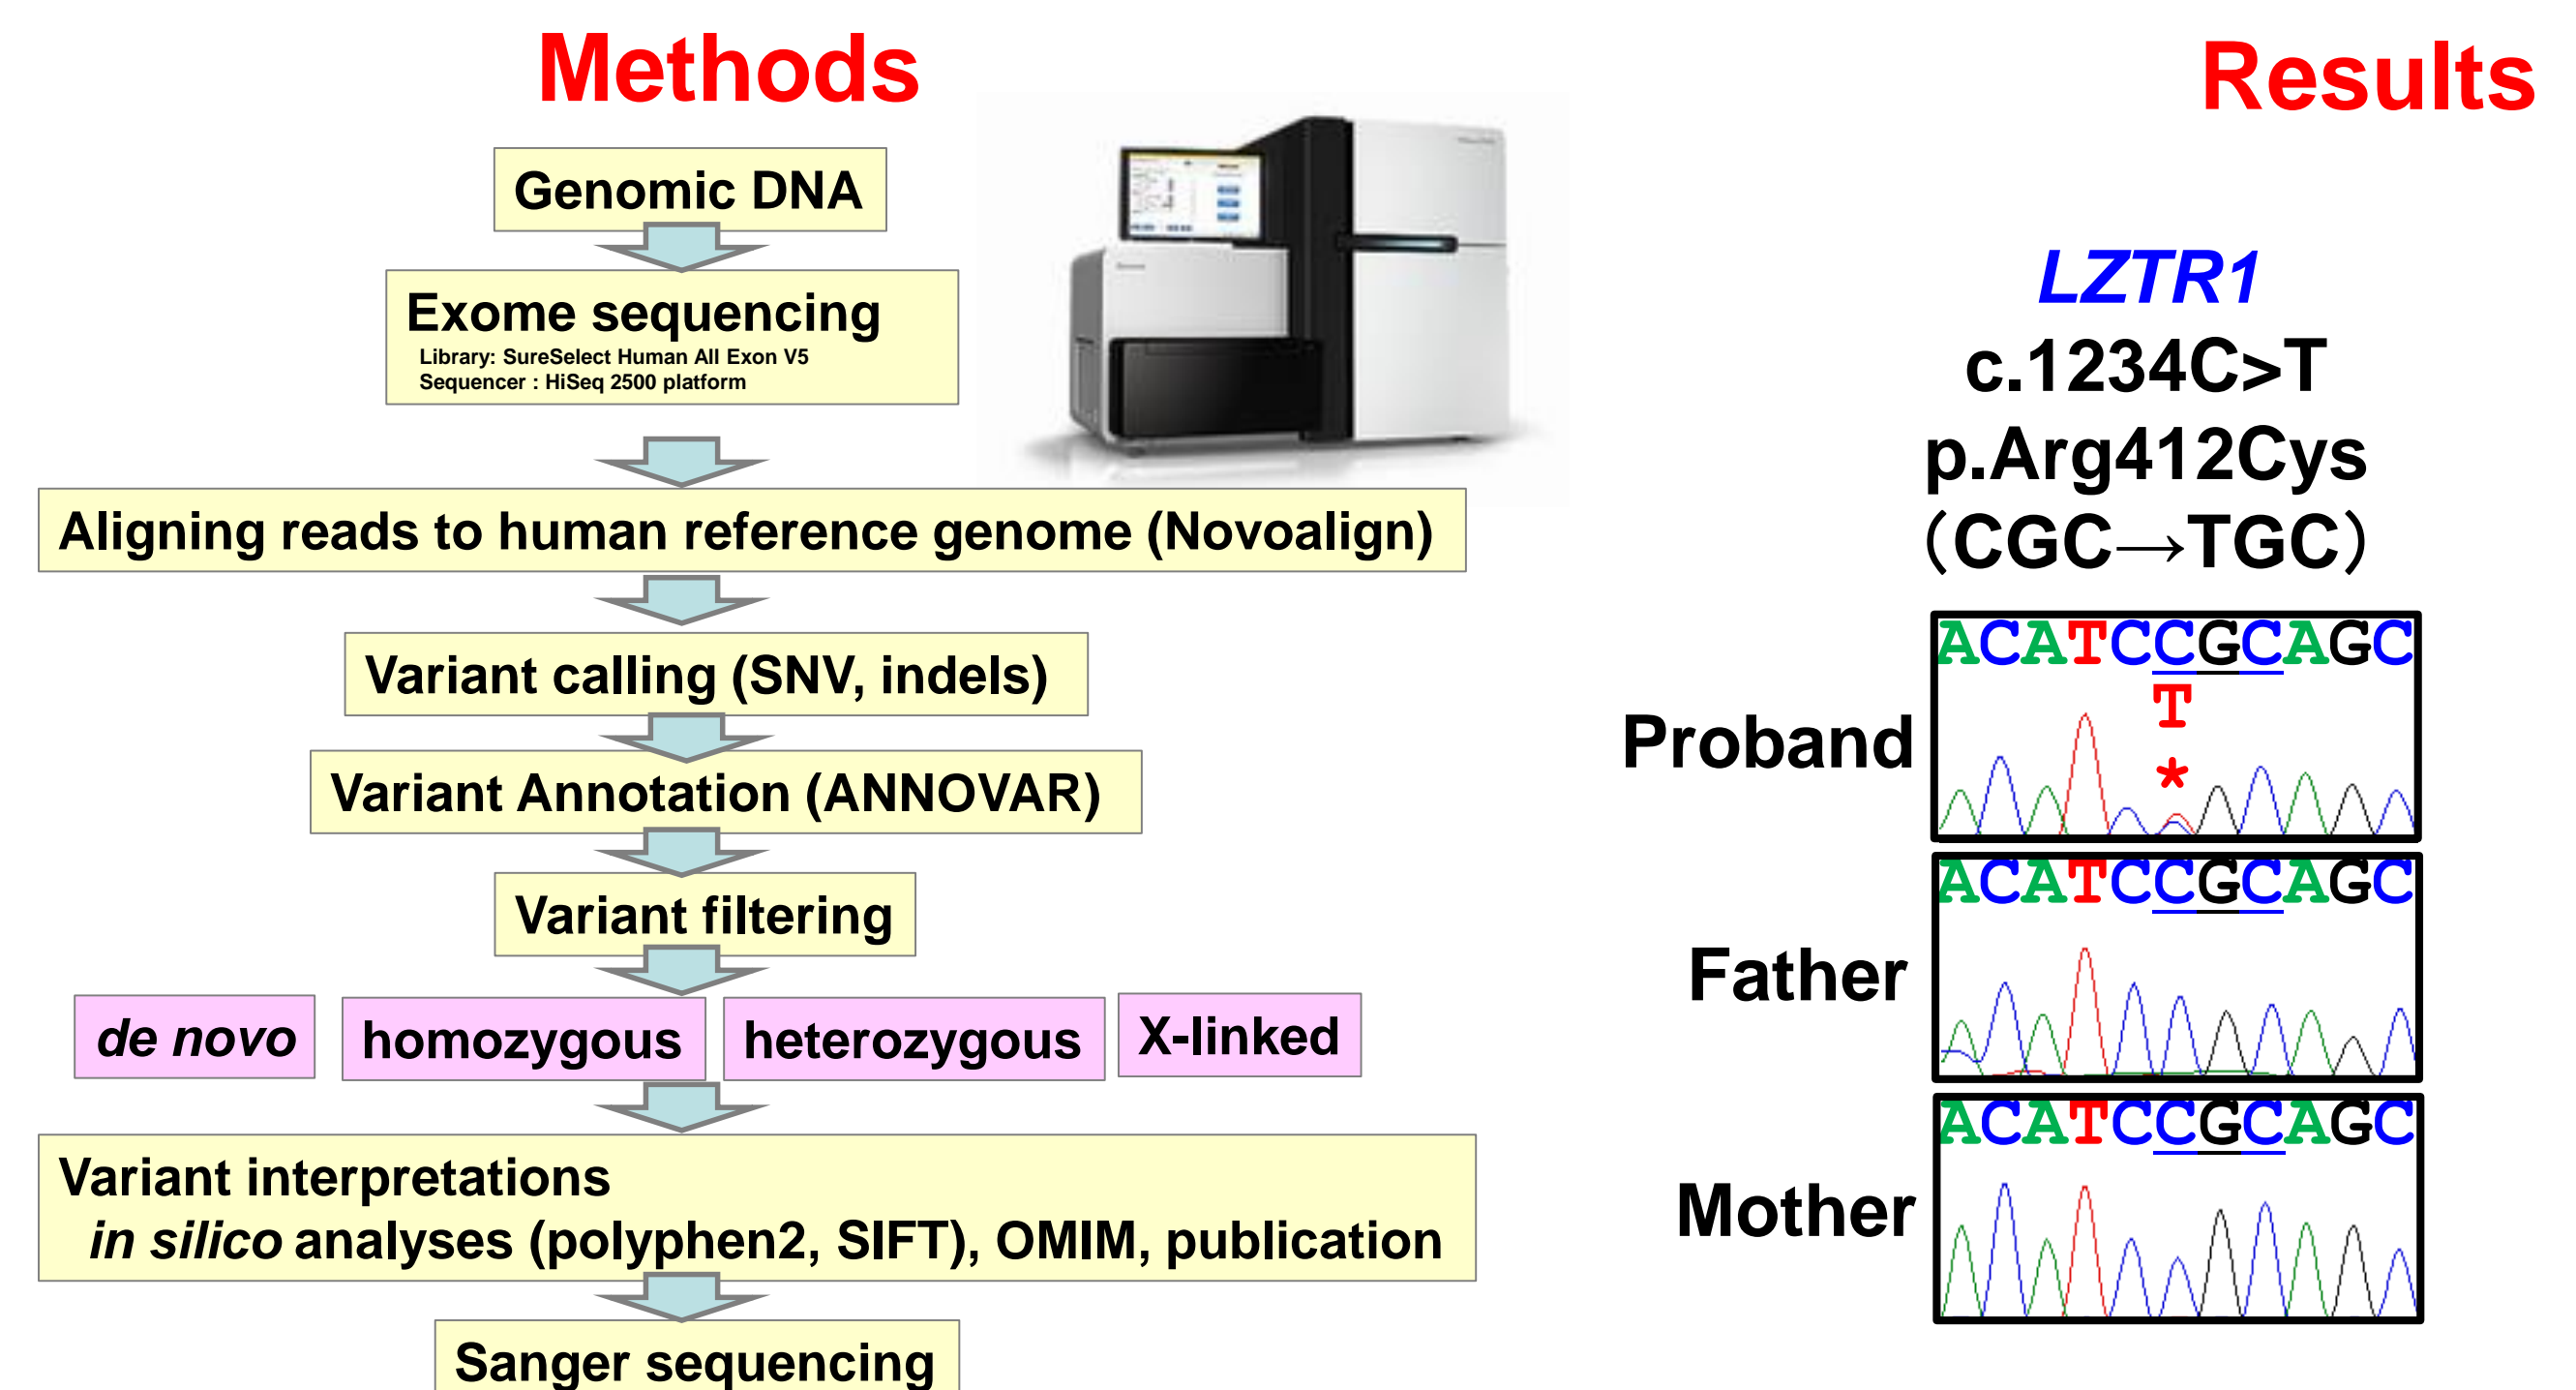 Methods
Genomic DNA
Exome sequencing
Library: SureSelect Human All Exon V5
Sequencer : HiSeq 2500 platform
Aligning reads to human reference genome (Novoalign)
Variant calling (SNV, indels)
Variant Annotation (ANNOVAR)
Variant filtering
de novo
homozygous
heterozygous
X-linked
Variant interpretations
in silico analyses (polyphen2, SIFT), OMIM, publication
Sanger sequencing
Results
LZTR1
c.1234C>T
p.Arg412Cys
（CGC→TGC）
ACATCCGCAGC
T
*
Proband
ACATCCGCAGC
Father
ACATCCGCAGC
Mother